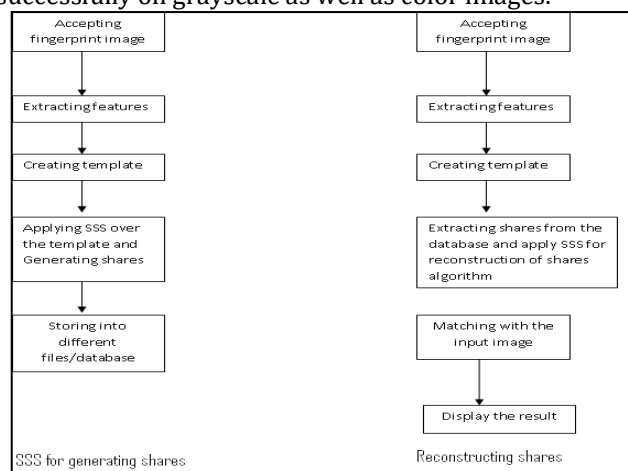 successfully on grayscale as well as color images.
Accepting
fingerprint image
Extracting features
Creating template
Applying SSS over
the template and
Generating shares
Storing into
different
files/database
SSS for generating shares
Accepting
fingerprint image
Extracting features
Creating template
Extracting shares from the
database and apply SSS for
reconstruction of shares
algorithm
Matching with the
input image
Display the result
Reconstructing shares